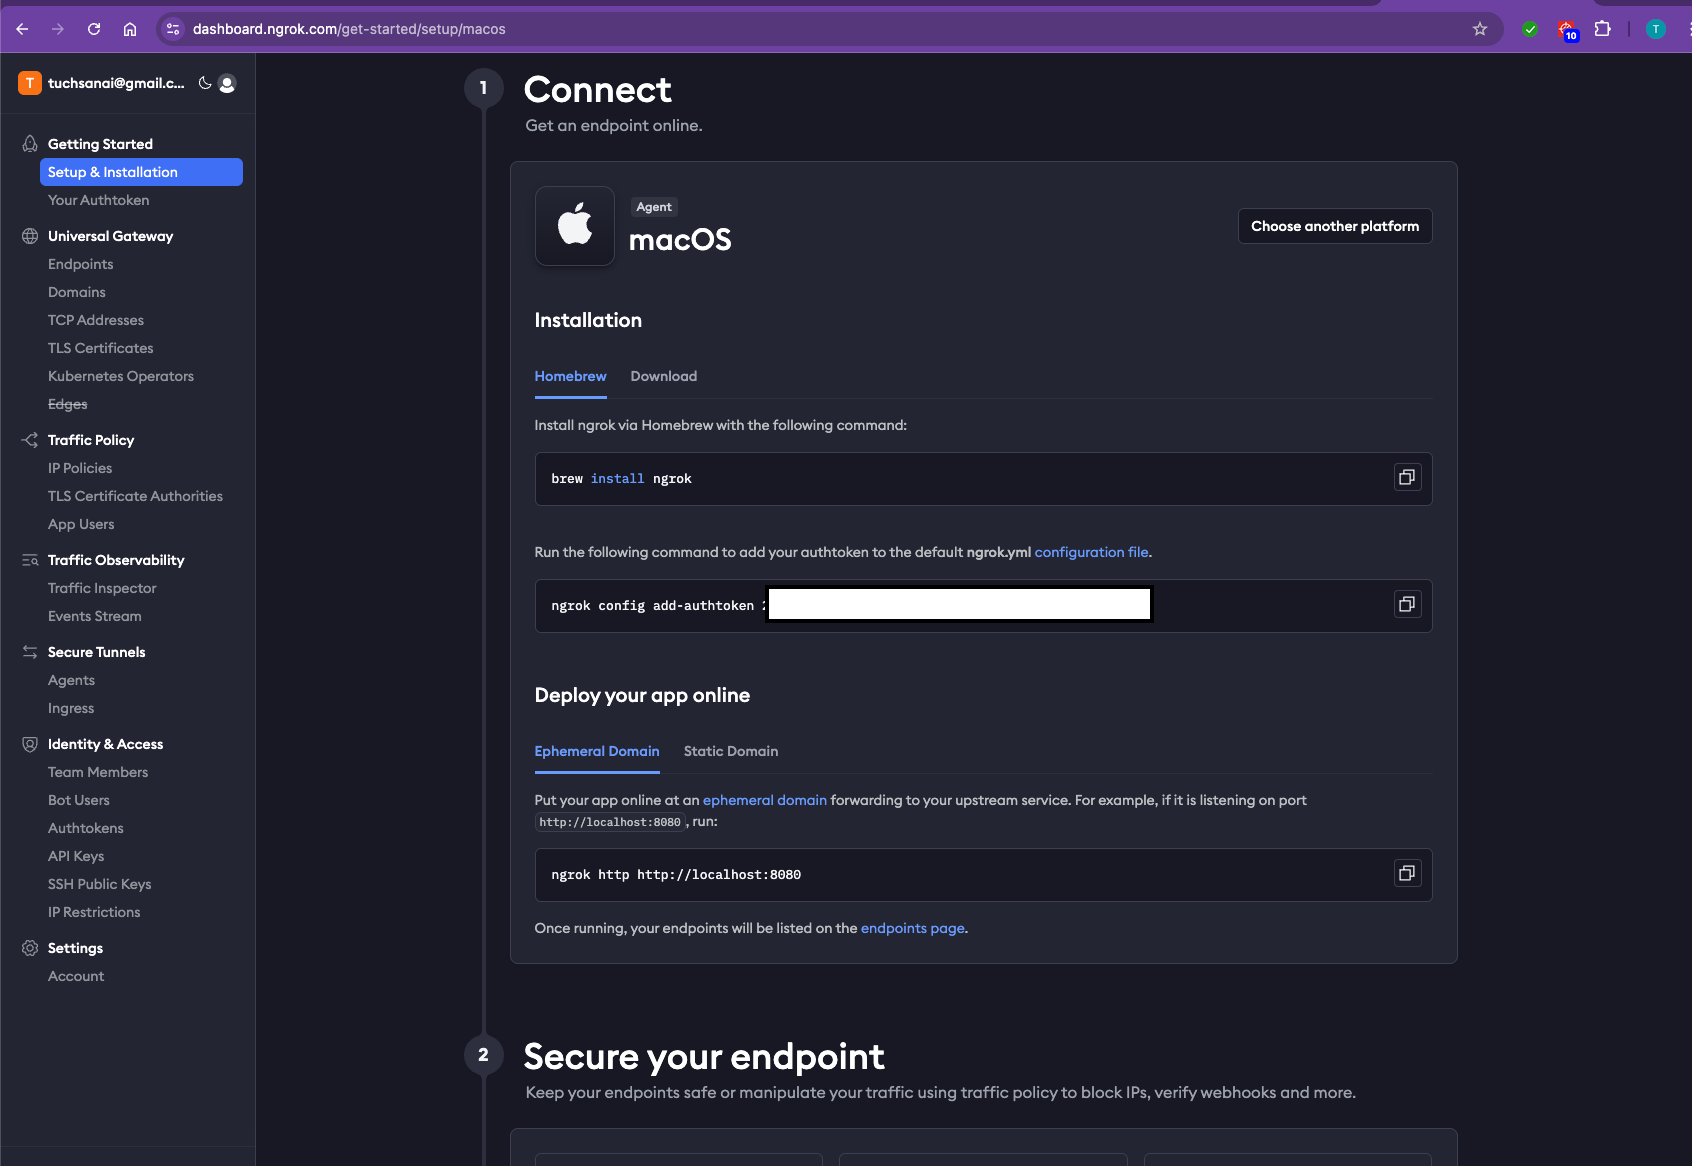 dashboard.ngrok.com/get-started/setup/macos
10
T
T
tuchsanai@gmail.c...
Getting Started
Setup & Installation
Your Authtoken
Universal Gateway
Endpoints
Domains
TCP Addresses
TLS Certificates
Kubernetes Operators
Edges
Traffic Policy
IP Policies
TLS Certificate Authorities
App Users
Traffic Observability
Traffic Inspector
Events Stream
Secure Tunnels
Agents
Ingress
Identity & Access
Team Members
Bot Users
Authtokens
API Keys
SSH Public Keys
IP Restrictions
Settings
Account
1
Connect
Get an endpoint online.
Agent
macOS
Choose another platform
Installation
Homebrew Download
Install ngrok via Homebrew with the following command:
brew install ngrok
Run the following command to add your authtoken to the default ngrok.yml configuration file.
ngrok config add-authtoken
Deploy your app online
Ephemeral Domain Static Domain
Put your app online at an ephemeral domain forwarding to your upstream service. For example, if it is listening on port
http://localhost:8080, run:
ngrok http http://localhost:8080
Once running, your endpoints will be listed on the endpoints page.
2
Secure your endpoint
Keep your endpoints safe or manipulate your traffic using traffic policy to block IPs, verify webhooks and more.